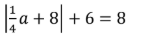 |¼a + 8| + 6 = 8